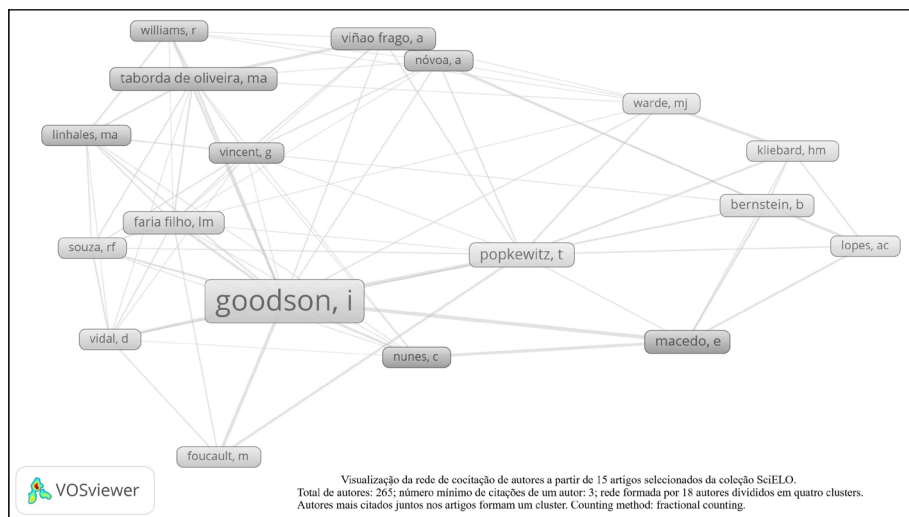 williams, r
viñao frago, a
nóvoa, a
taborda de oliveira, ma
warde, mj
linhales, ma
vincent, g
kliebard, hm
bernstein, b
faria filho, lm
souza, rf
popkewitz, t
lopes, ac
goodson, i
vidal, d
macedo, e
nunes, c
foucault, m
VOSviewer
Visualização da rede de cocitação de autores a partir de 15 artigos selecionados da coleção SciELO.
Total de autores: 265; número mínimo de citações de um autor: 3; rede formada por 18 autores divididos em quatro clusters.
Autores mais citados juntos nos artigos formam um cluster. Counting method: fractional counting.